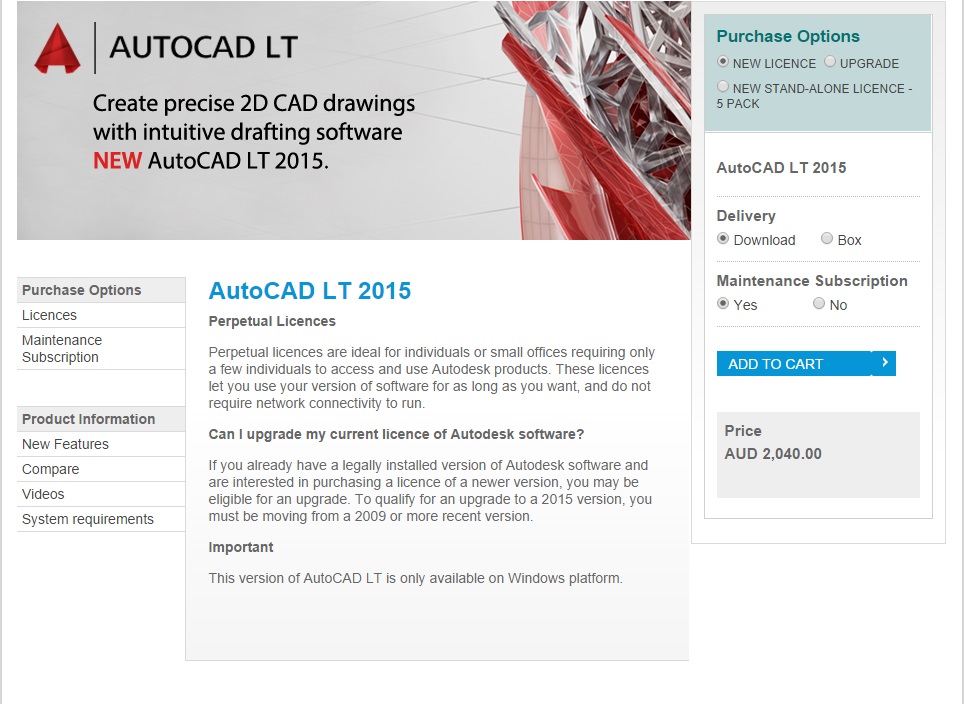 AUTOCAD LT
Create precise 2D CAD drawings
with intuitive drafting software
NEW AutoCAD LT 2015.
Purchase Options
NEW LICENCE UPGRADE
NEW STAND-ALONE LICENCE -
5 PACK
AutoCAD LT 2015
Delivery
Download Box
Maintenance Subscription
Yes No
ADD TO CART
Price
AUD 2,040.00
Purchase Options
Licences
Maintenance
Subscription
Product Information
New Features
Compare
Videos
System requirements
AutoCAD LT 2015
Perpetual Licences
Perpetual licences are ideal for individuals or small offices requiring only
a few individuals to access and use Autodesk products. These licences
let you use your version of software for as long as you want, and do not
require network connectivity to run.
Can I upgrade my current licence of Autodesk software?
If you already have a legally installed version of Autodesk software and
are interested in purchasing a licence of a newer version, you may be
eligible for an upgrade. To qualify for an upgrade to a 2015 version, you
must be moving from a 2009 or more recent version.
Important
This version of AutoCAD LT is only available on Windows platform.